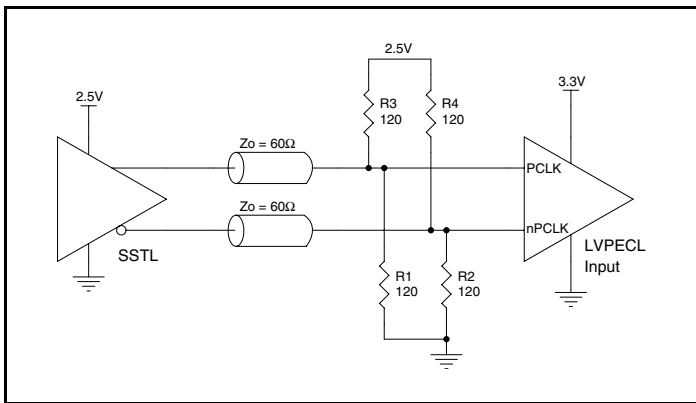 2.5V
2.5V
3.3V
R3
120
R4
120
Zo = 60Ω
PCLK
Zo = 60Ω
nPCLK
SSTL
LVPECL
Input
R1
120
R2
120